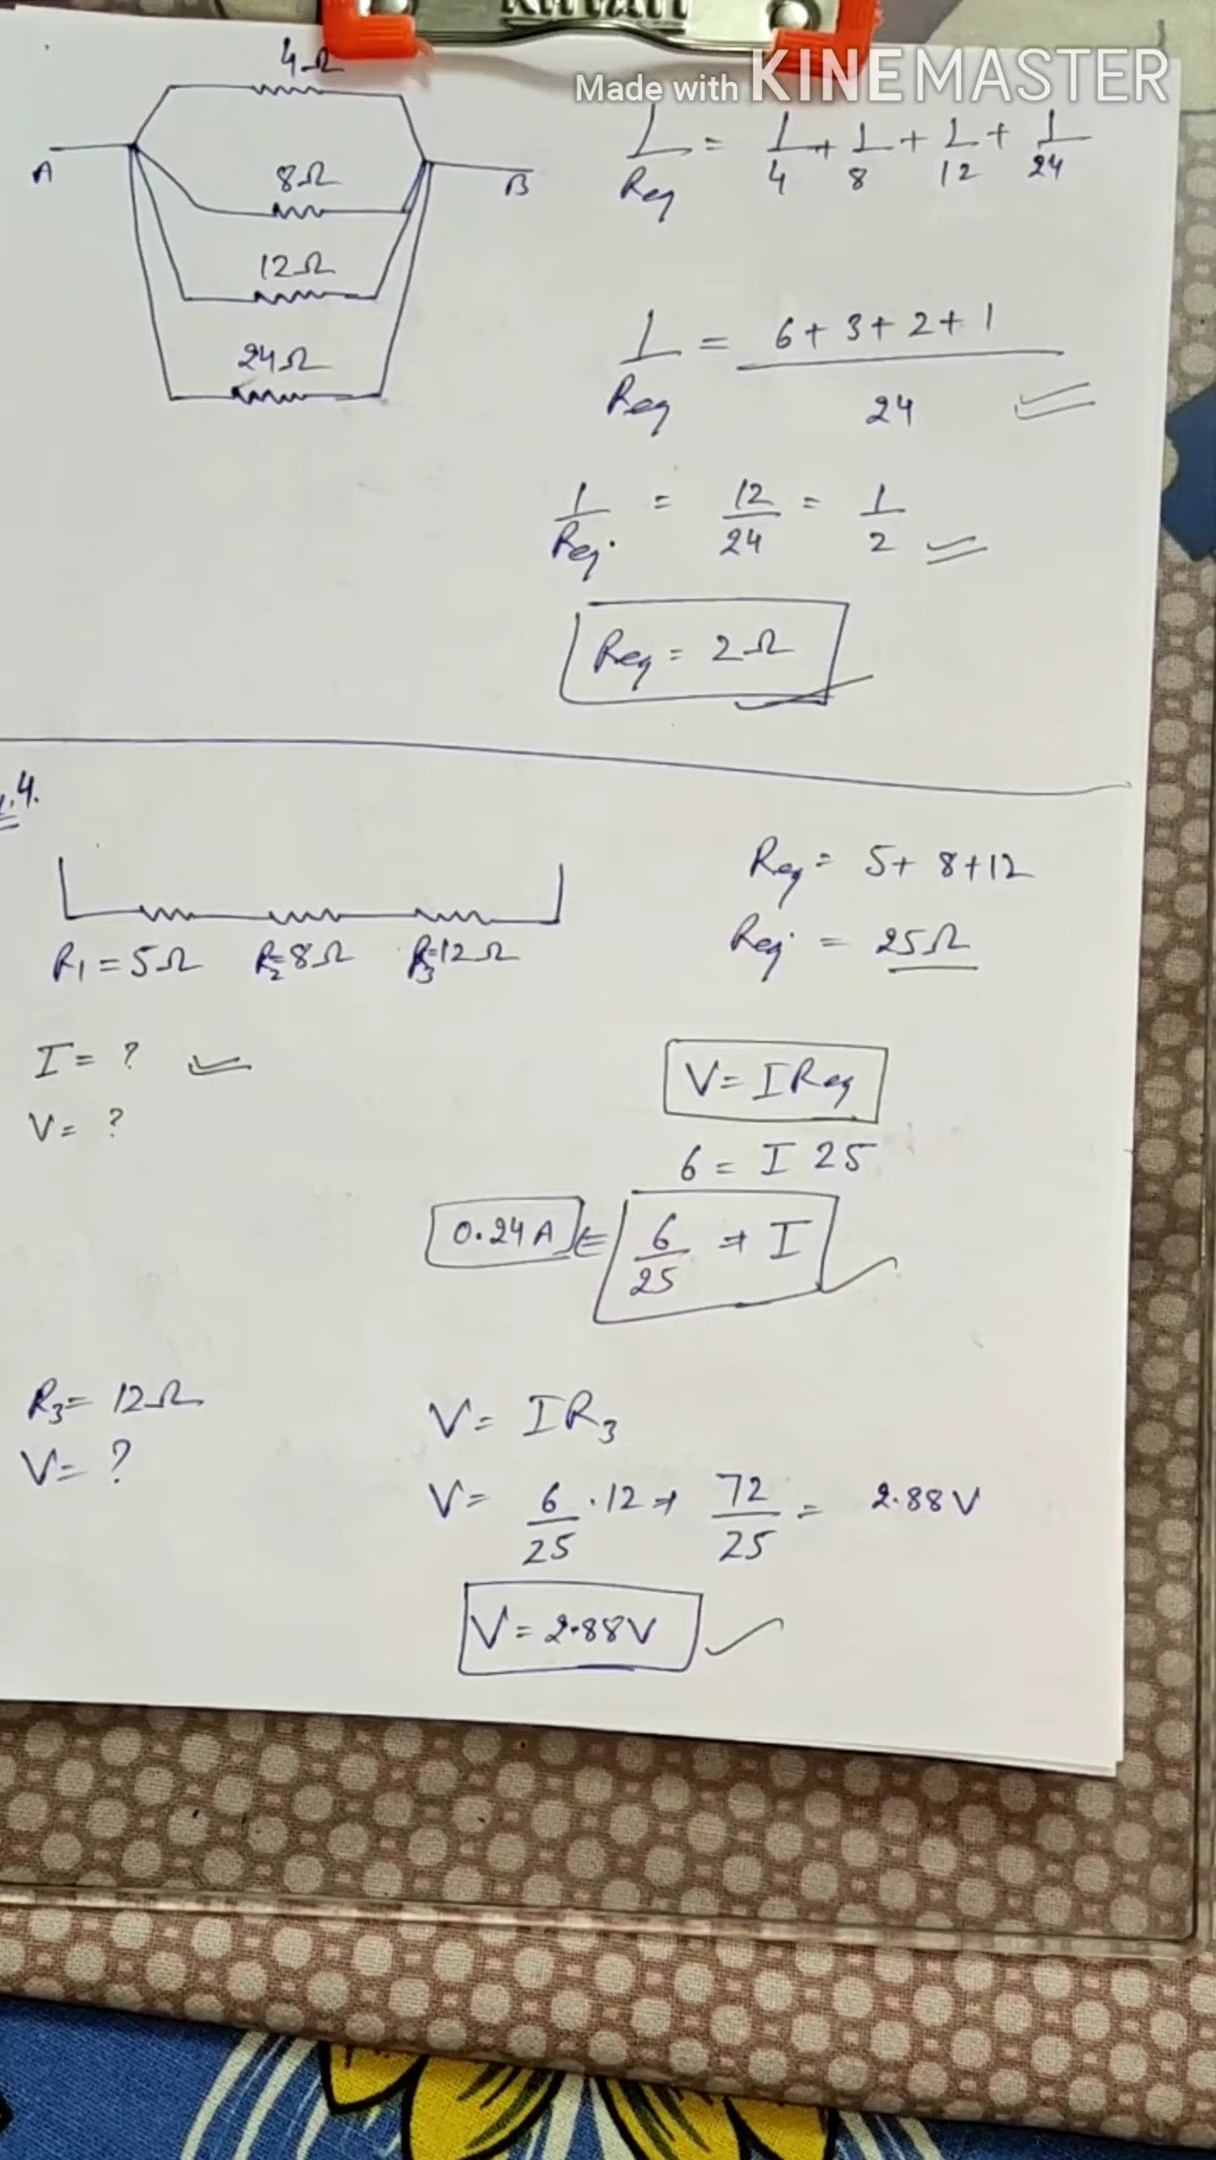 Made with KINEMASTER
4Ω
A
8Ω
B
12Ω
24Ω
1/Req = 1/4 + 1/8 + 1/12 + 1/24
1/Req = 6+3+2+1/24
1/Req. = 12/24 = 1/2
Req = 2Ω
4.
R1 = 5Ω R2=8Ω R3=12Ω
Req = 5+8+12
Req = 25Ω
I = ?
V = ?
V = I Req
6 = I 25
0.24 A = 6/25 ⇒ I
R3 = 12Ω
V = ?
V = IR3
V = 6/25 . 12 ⇒ 72/25 = 2.88 V
V = 2.88V